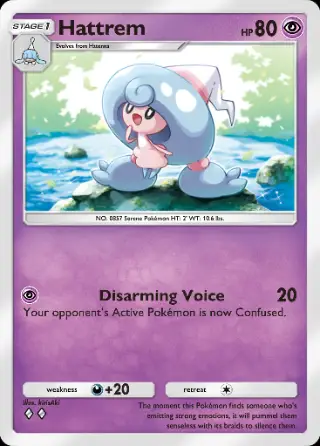 STAGE 1
Hattrem
HP 80
Evolves from Hatenna
NO. 0857 Serene Pokémon HT: 2' WT: 10.6 lbs.
Disarming Voice 20
Your opponent's Active Pokémon is now Confused.
weakness +20
retreat
Illus.
The moment this Pokémon finds someone who's
emitting strong emotions, it will pummel them
senseless with its braids to silence them.